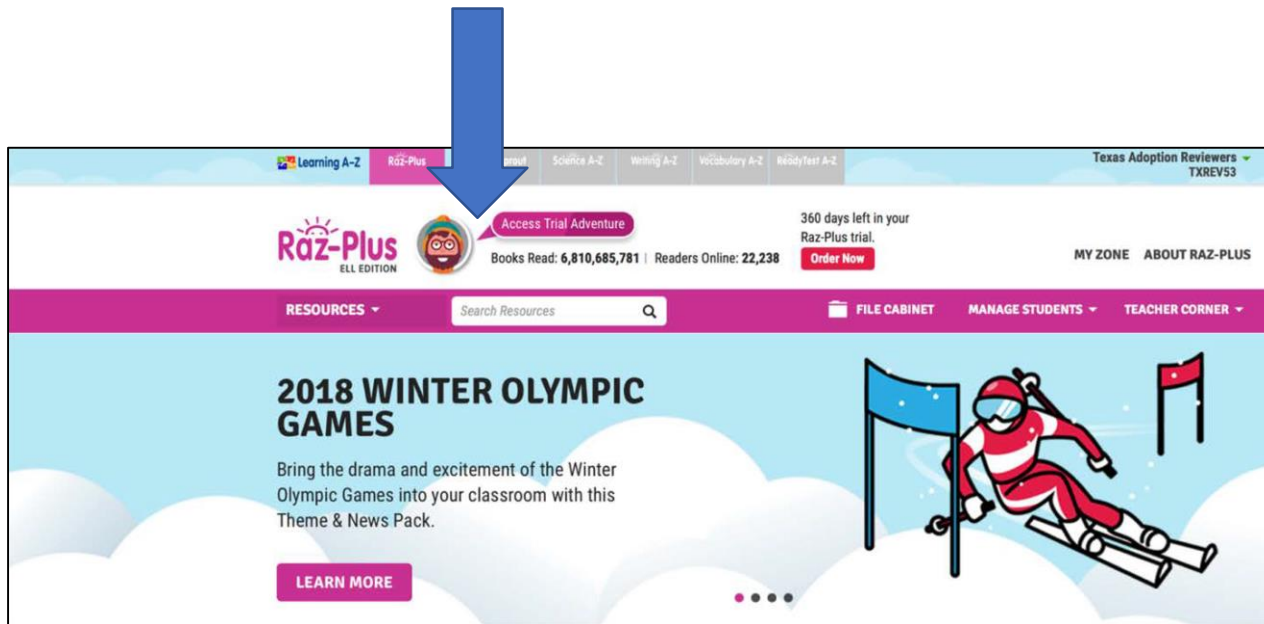 Learning A-Z
Raz-Plus
Science A-Z
Writing A-Z
Vocabulary A-Z
ReadyTest A-Z
Texas Adoption Reviewers
TXREV53
Raz-Plus
ELL EDITION
Access Trial Adventure
Books Read: 6,810,685,781 | Readers Online: 22,238
360 days left in your
Raz-Plus trial.
Order Now
MY ZONE ABOUT RAZ-PLUS
RESOURCES
Search Resources
FILE CABINET
MANAGE STUDENTS
TEACHER CORNER
2018 WINTER OLYMPIC
GAMES
Bring the drama and excitement of the Winter
Olympic Games into your classroom with this
Theme & News Pack.
LEARN MORE